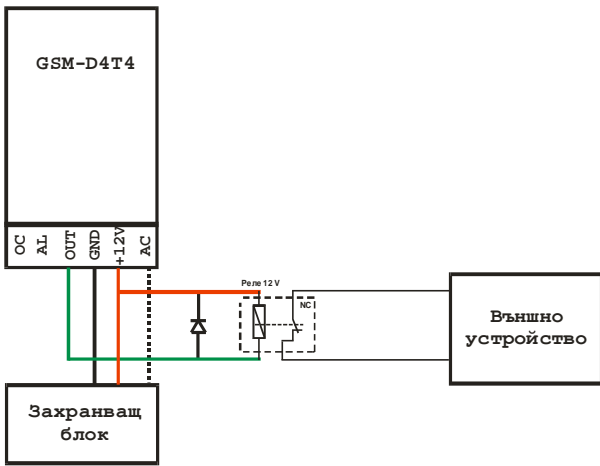 GSM-D4T4
OC
AL
OUT
GND
+12V
AC
Реле 12 V
NC
Външно
устройство
Захранващ
блок